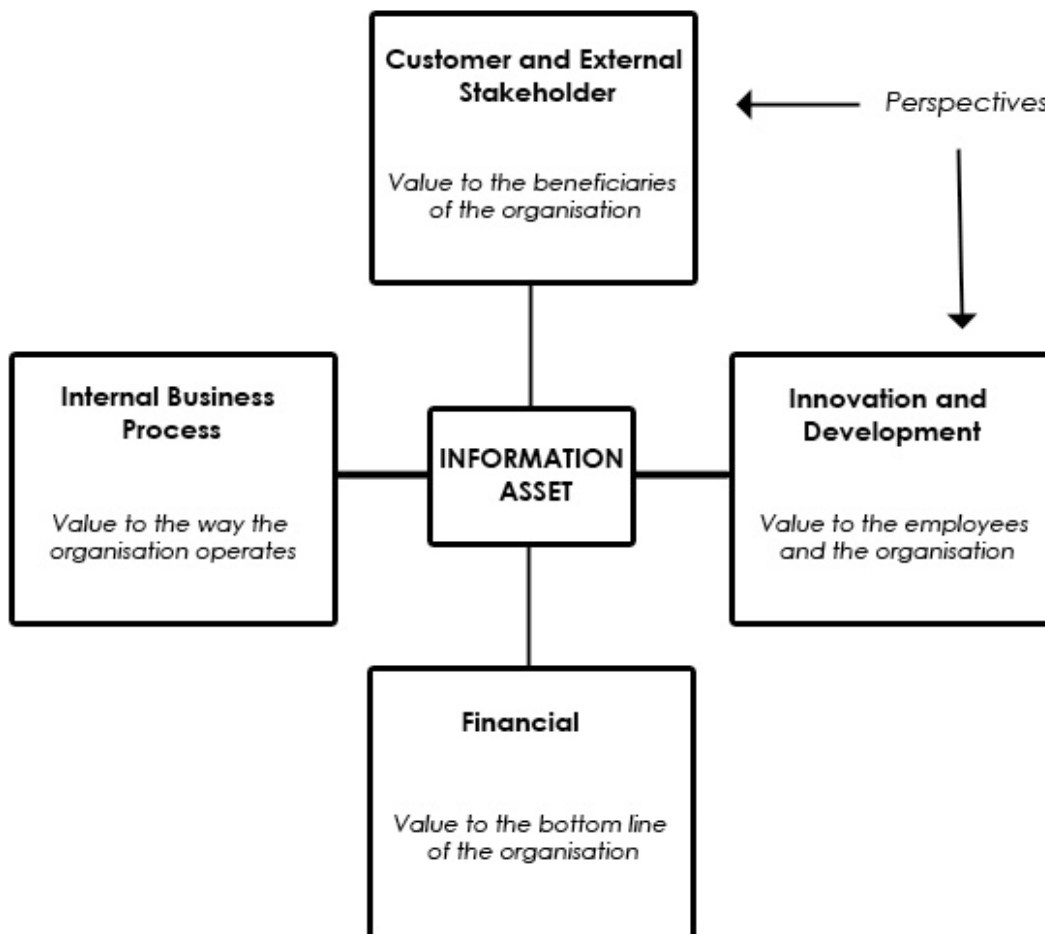 Customer and External
Stakeholder
Value to the beneficiaries
of the organisation
Perspectives
Internal Business
Process
Value to the way the
organisation operates
INFORMATION
ASSET
Innovation and
Development
Value to the employees
and the organisation
Financial
Value to the bottom line
of the organisation